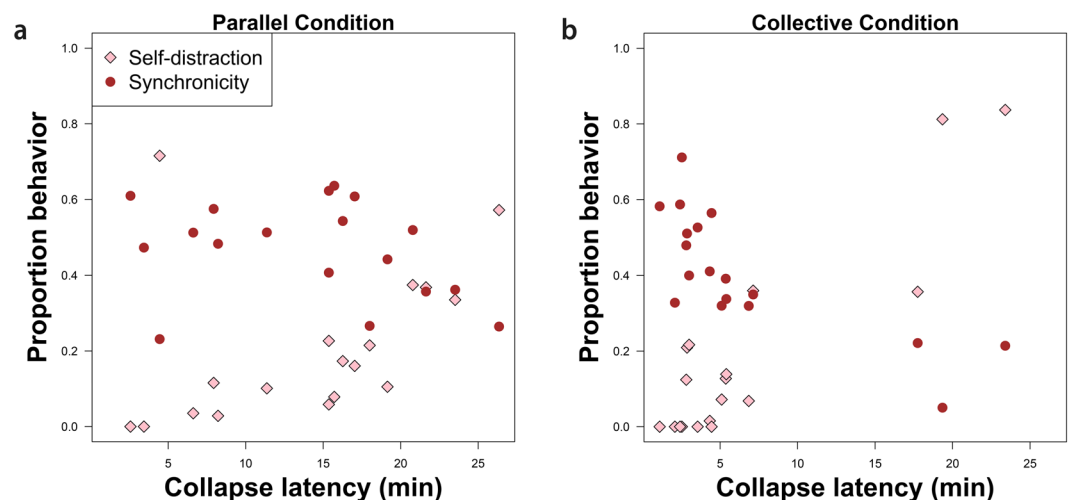 a
Parallel Condition
Self-distraction
Synchronicity
Proportion behavior
1.0
0.8
0.6
0.4
0.2
0.0
5 10 15 20 25
Collapse latency (min)
b
Collective Condition
Proportion behavior
1.0
0.8
0.6
0.4
0.2
0.0
5 10 15 20 25
Collapse latency (min)